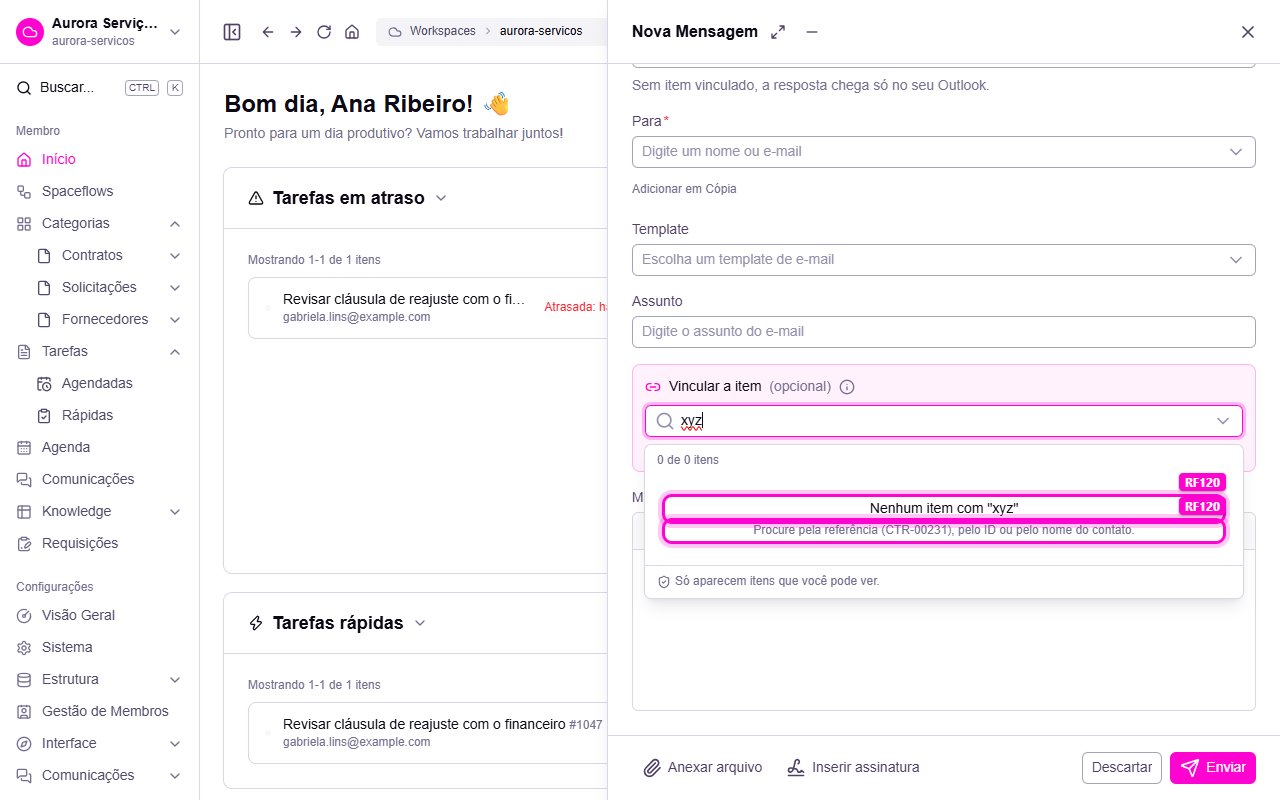 Aurora Serviç...
aurora-servicos
Buscar... CTRL K
Membro
Início
Spaceflows
Categorias
Contratos
Solicitações
Fornecedores
Tarefas
Agendadas
Rápidas
Agenda
Comunicações
Knowledge
Requisições
Configurações
Visão Geral
Sistema
Estrutura
Gestão de Membros
Interface
Comunicações
Workspaces > aurora-servicos
Bom dia, Ana Ribeiro! 👋
Pronto para um dia produtivo? Vamos trabalhar juntos!
Tarefas em atraso
Mostrando 1-1 de 1 itens
Revisar cláusula de reajuste com o fi...
gabriela.lins@example.com
Atrasada:
Tarefas rápidas
Mostrando 1-1 de 1 itens
Revisar cláusula de reajuste com o financeiro #1047
gabriela.lins@example.com
Nova Mensagem
Sem item vinculado, a resposta chega só no seu Outlook.
Para*
Digite um nome ou e-mail
Adicionar em Cópia
Template
Escolha um template de e-mail
Assunto
Digite o assunto do e-mail
Vincular a item (opcional)
xyz
0 de 0 itens
RF120
Nenhum item com "xyz" RF120
Procure pela referência (CTR-00231), pelo ID ou pelo nome do contato.
Só aparecem itens que você pode ver.
Anexar arquivo
Inserir assinatura
Descartar
Enviar